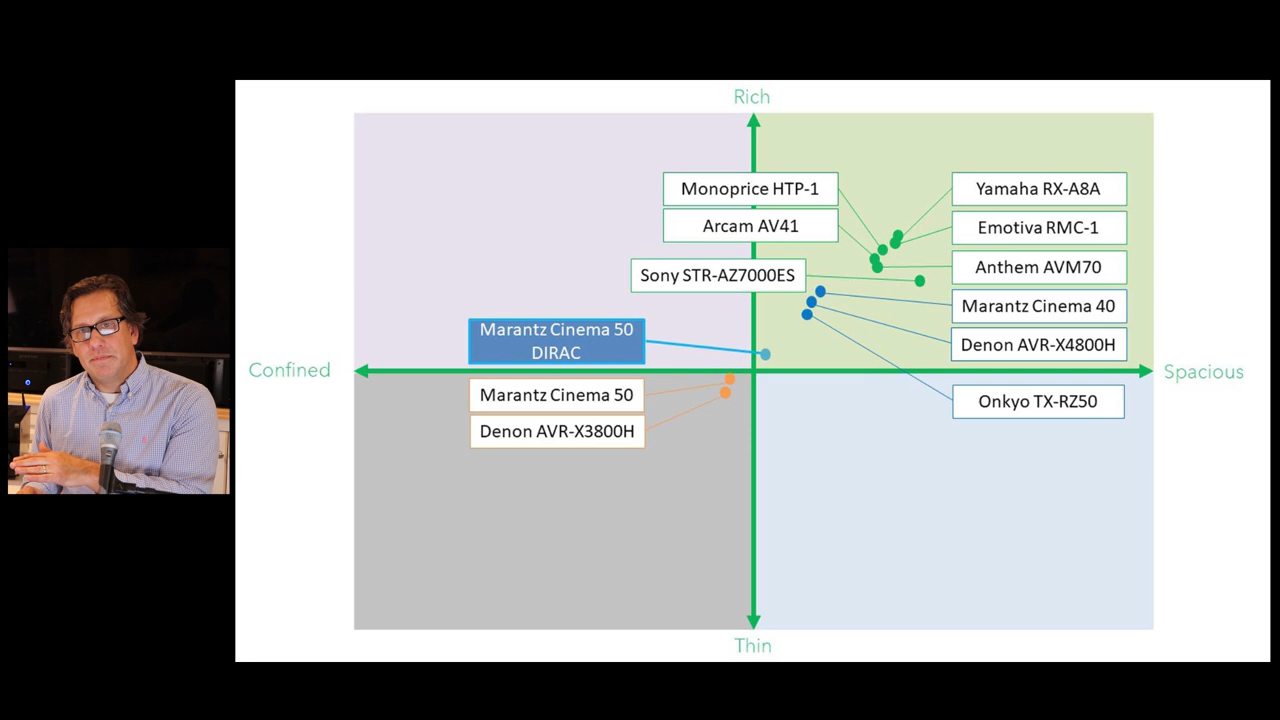 Rich
Monoprice HTP-1
Yamaha RX-A8A
Arcam AV41
Emotiva RMC-1
Sony STR-AZ7000ES
Anthem AVM70
Marantz Cinema 40
Marantz Cinema 50
DIRAC
Denon AVR-X4800H
Confined
Spacious
Marantz Cinema 50
Onkyo TX-RZ50
Denon AVR-X3800H
Thin